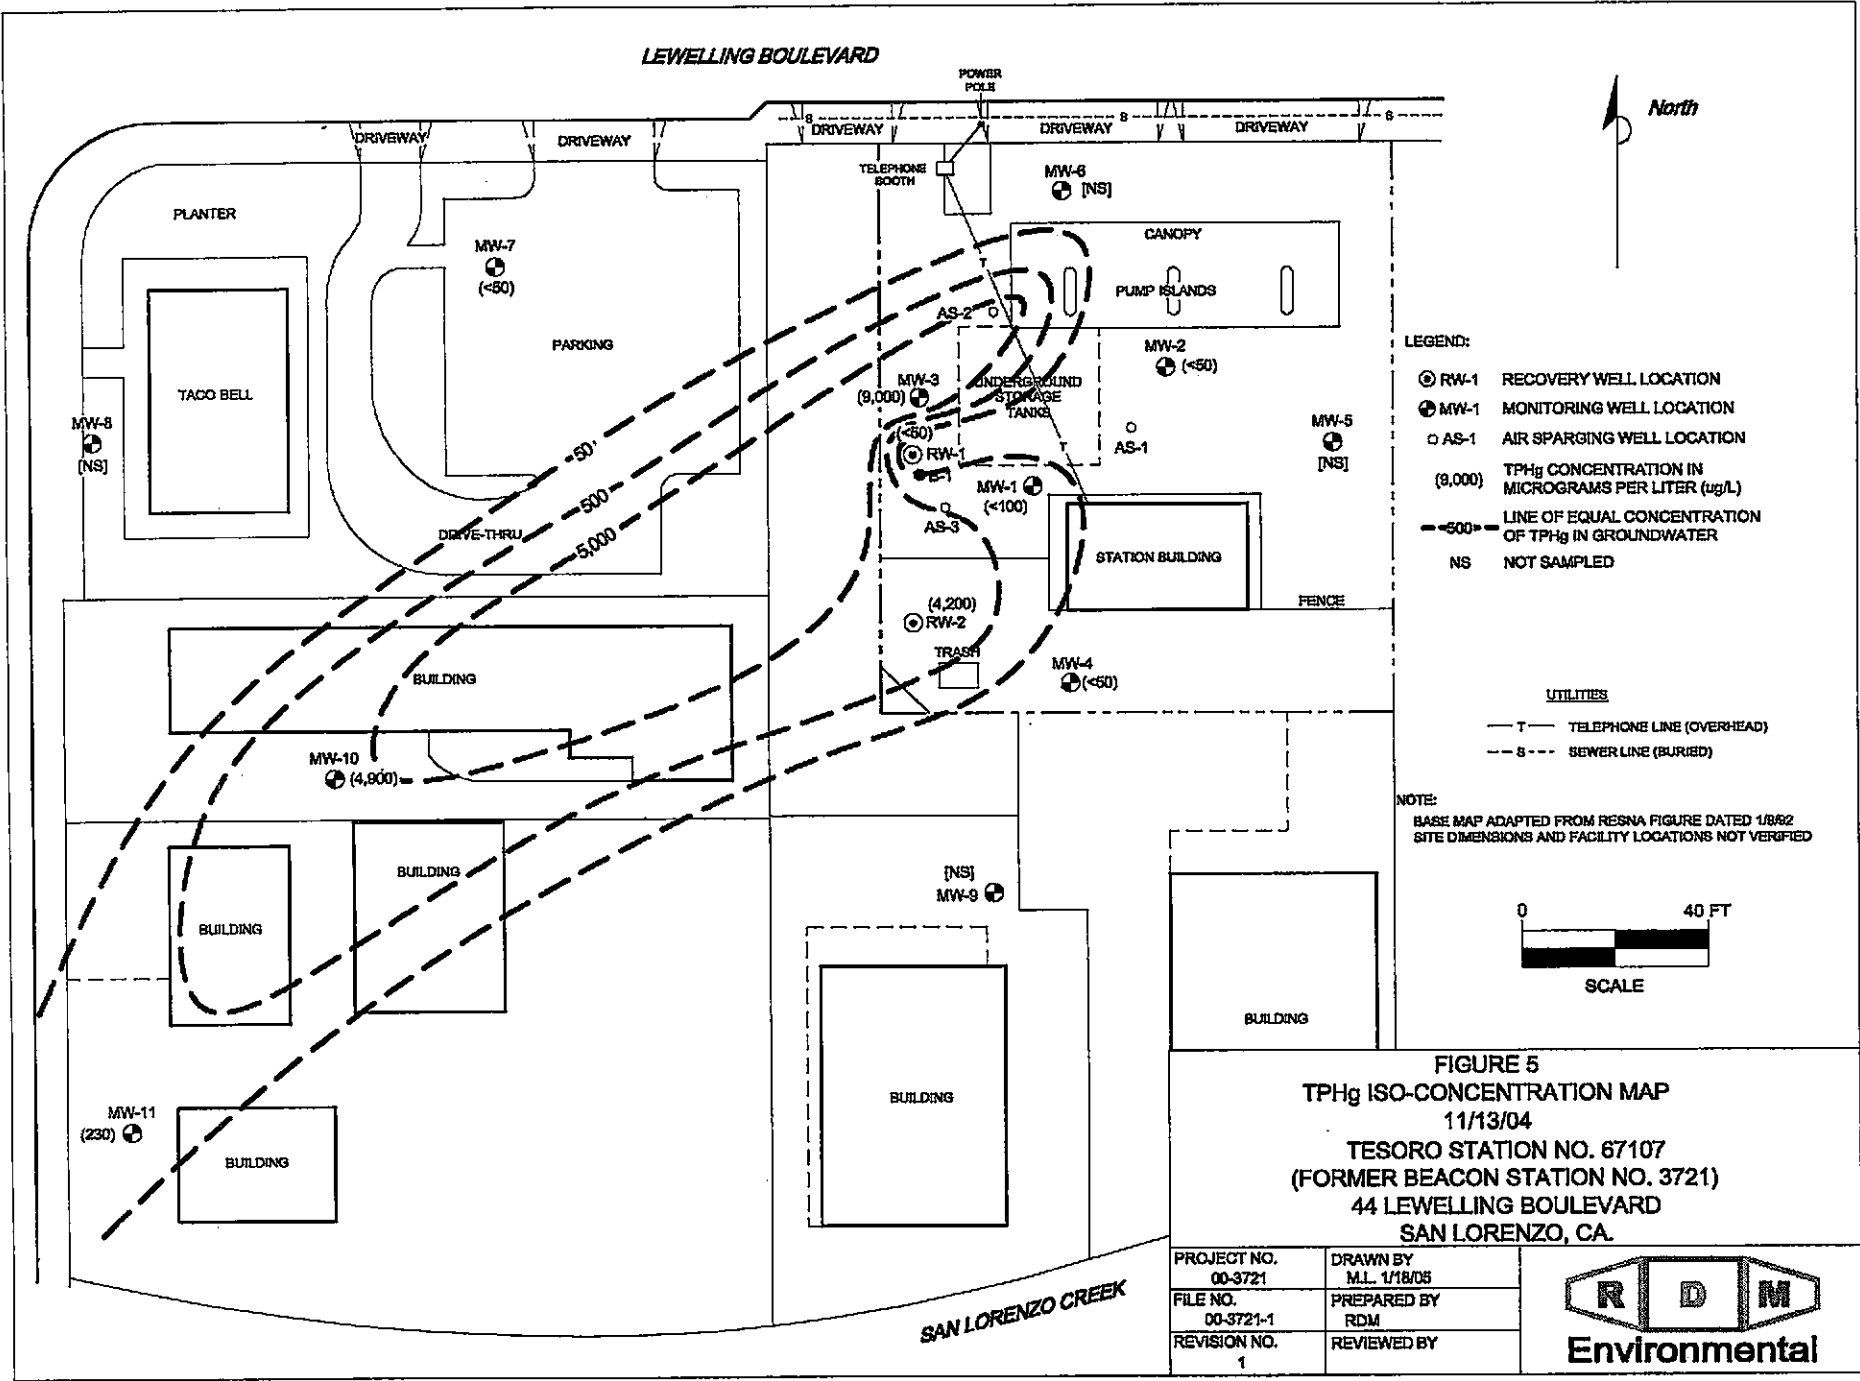 LEWELLING BOULEVARD
POWER
POLE
North
S
S
S
DRIVEWAY
DRIVEWAY
DRIVEWAY
DRIVEWAY
DRIVEWAY
TELEPHONE
BOOTH
MW-6
[NS]
PLANTER
MW-7
(<50)
CANOPY
T
PUMP ISLANDS
AS-2
PARKING
MW-2
(<50)
TACO BELL
MW-3
(9,000)
UNDERGROUND
STORAGE
TANKS
MW-8
[NS]
50
(<50)
RW-1
B-1
T
AS-1
MW-5
[NS]
MW-1
(<100)
500
AS-3
DRIVE-THRU
5,000
STATION BUILDING
FENCE
(4,200)
RW-2
TRASH
BUILDING
MW-4
(<50)
MW-10
(4,900)
BUILDING
BUILDING
[NS]
MW-9
BUILDING
BUILDING
MW-11
(230)
BUILDING
SAN LORENZO CREEK
LEGEND:
RW-1 RECOVERY WELL LOCATION
MW-1 MONITORING WELL LOCATION
AS-1 AIR SPARGING WELL LOCATION
(9,000) TPHg CONCENTRATION IN
MICROGRAMS PER LITER (ug/L)
500 LINE OF EQUAL CONCENTRATION
OF TPHg IN GROUNDWATER
NS NOT SAMPLED
UTILITIES
T TELEPHONE LINE (OVERHEAD)
S SEWER LINE (BURIED)
NOTE:
BASE MAP ADAPTED FROM RESNA FIGURE DATED 1/8/92
SITE DIMENSIONS AND FACILITY LOCATIONS NOT VERIFIED
0 40 FT
SCALE
FIGURE 5
TPHg ISO-CONCENTRATION MAP
11/13/04
TESORO STATION NO. 67107
(FORMER BEACON STATION NO. 3721)
44 LEWELLING BOULEVARD
SAN LORENZO, CA.
PROJECT NO.
00-3721
DRAWN BY
M.L. 1/18/05
FILE NO.
00-3721-1
PREPARED BY
RDM
REVISION NO.
1
REVIEWED BY
R D M
Environmental